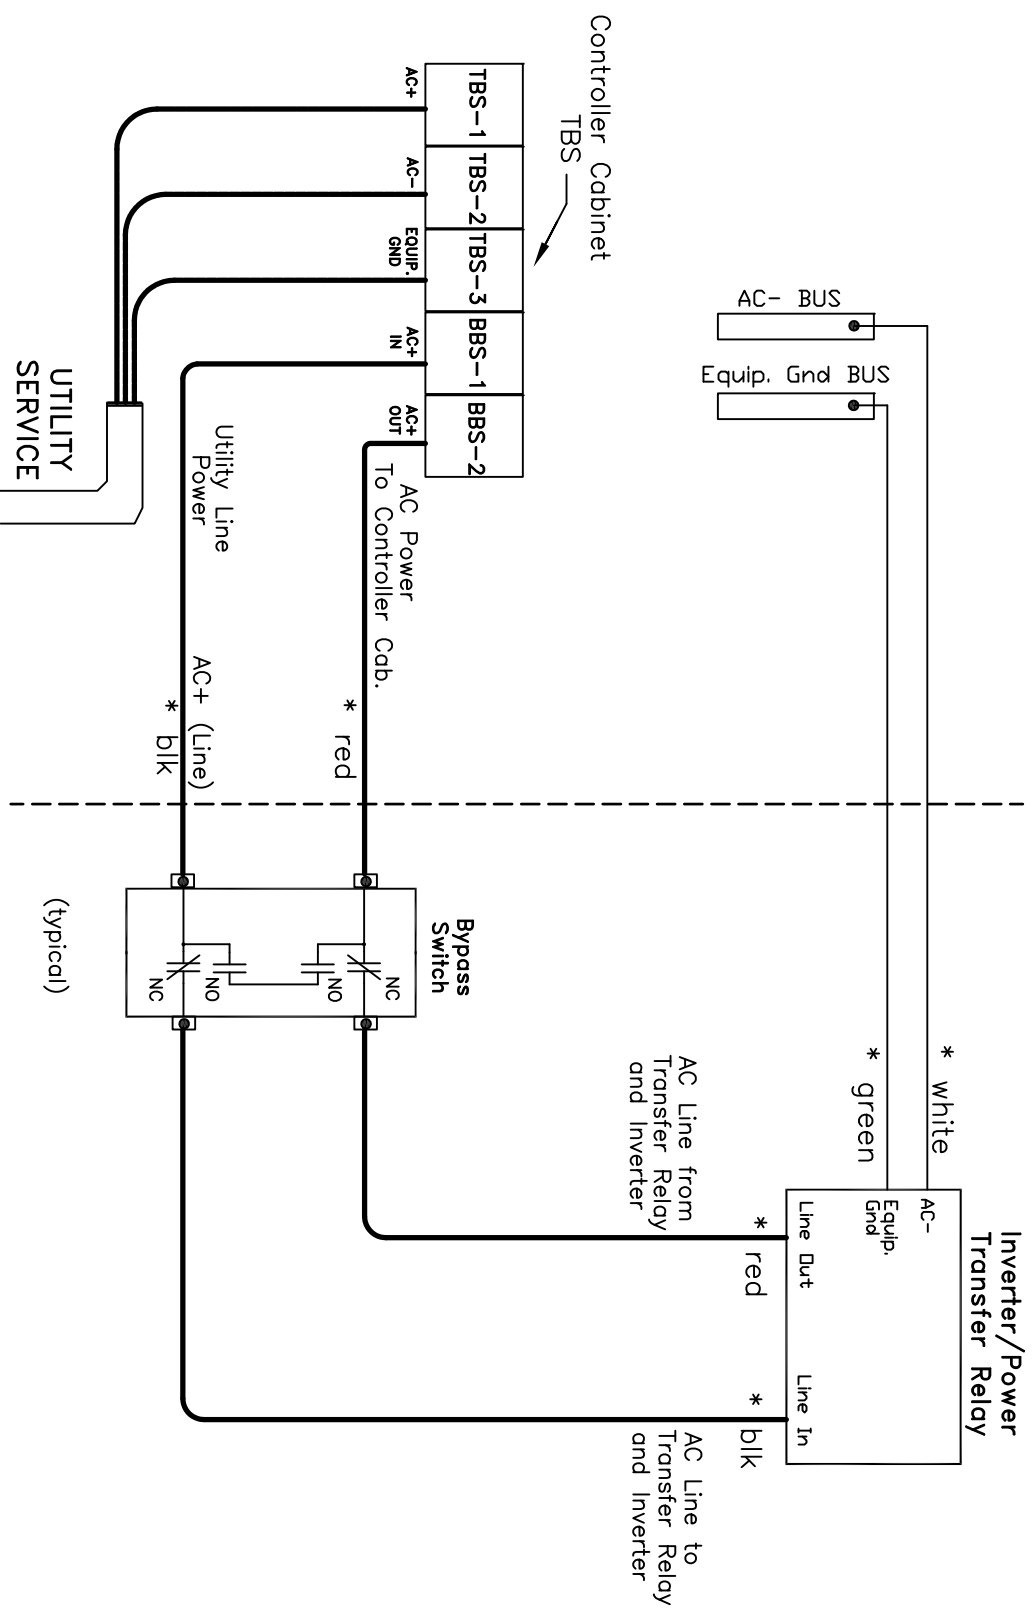 Controller Cabinet
TBS
TBS-1
TBS-2
TBS-3
BBS-1
BBS-2
AC+
AC-
EQUIP.
GND
AC+
IN
AC+
OUT
UTILITY
SERVICE
AC- BUS
Equip. Gnd BUS
AC Power
To Controller Cab.
* red
Utility Line
Power
AC+ (Line)
* blk
Bypass
Switch
NC
NO
NO
NC
(typical)
* white
* green
Inverter/Power
Transfer Relay
AC-
Equip.
Gnd
Line Out
Line In
AC Line from
Transfer Relay
and Inverter
* red
* blk
AC Line to
Transfer Relay
and Inverter